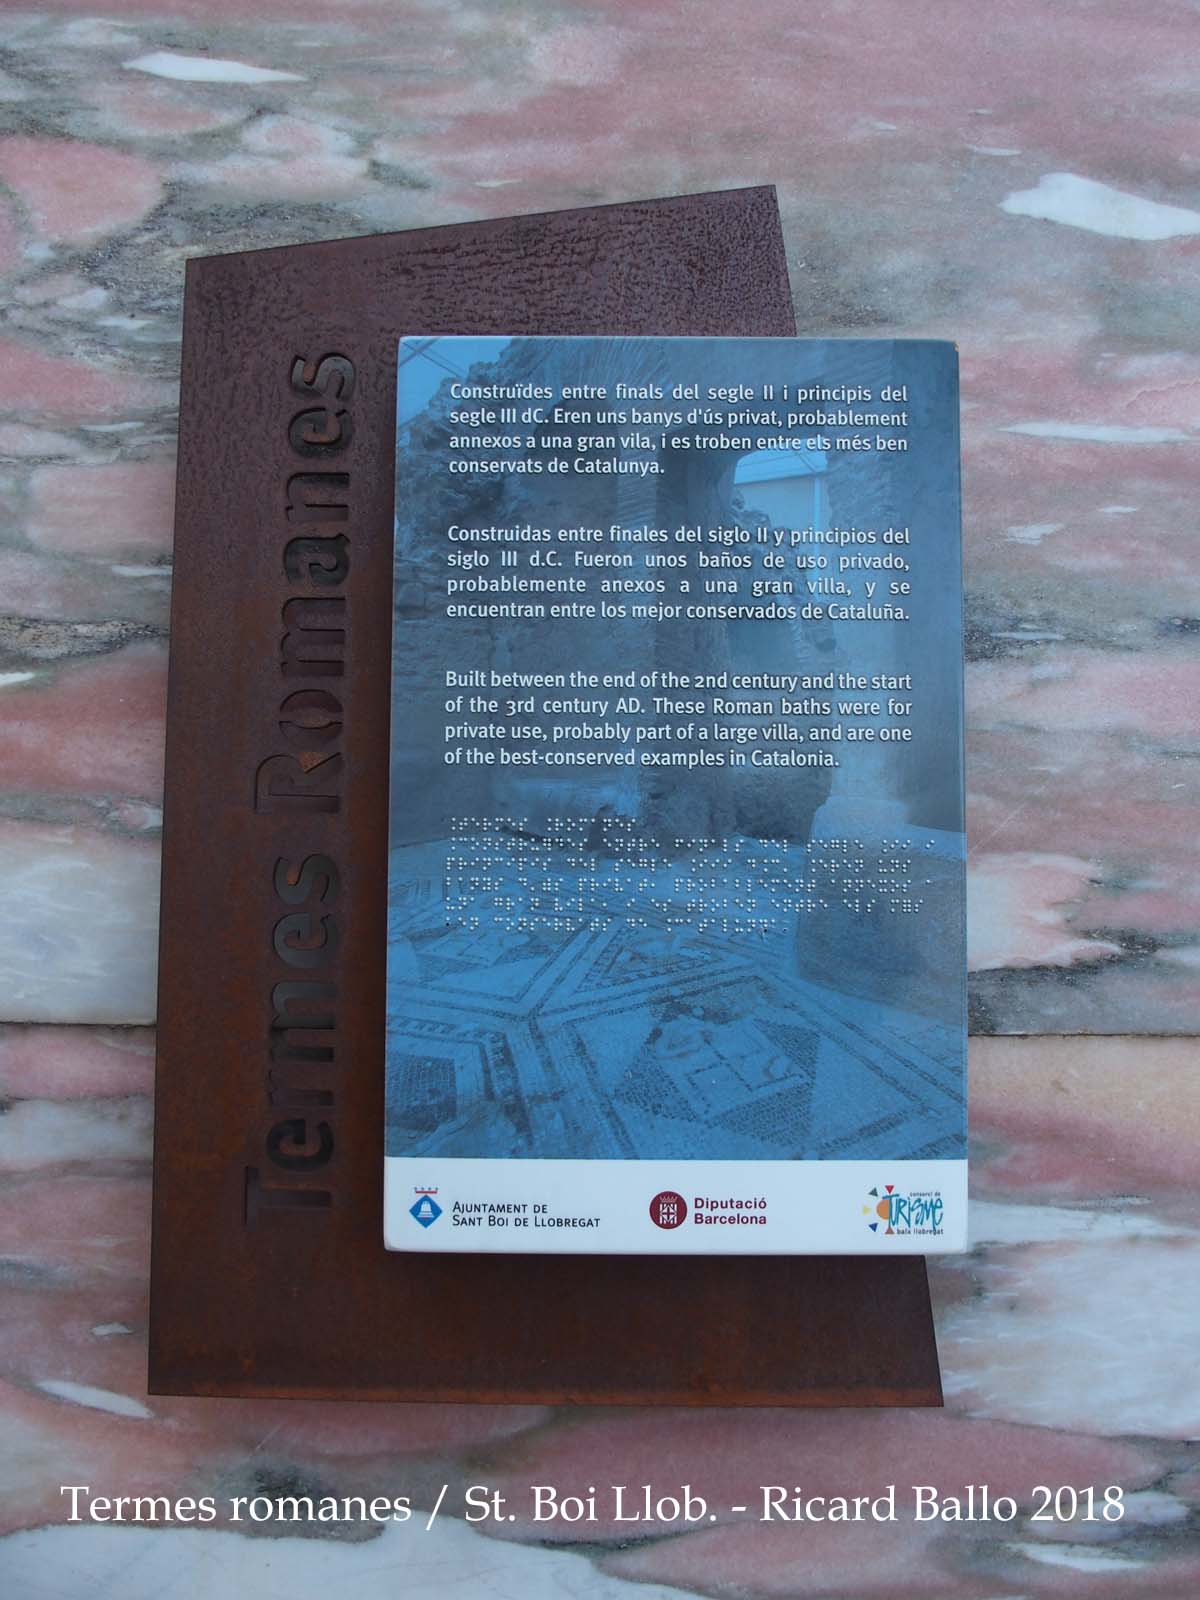 Termes Romanes
Construïdes entre finals del segle II i principis del
segle III dC. Eren uns banys d'ús privat, probablement
annexos a una gran vila, i es troben entre els més ben
conservats de Catalunya.
Construidas entre finales del siglo II y principios del
siglo III d.C. Fueron unos baños de uso privado,
probablemente anexos a una gran villa, y se
encuentran entre los mejor conservados de Cataluña.
Built between the end of the 2nd century and the start
of the 3rd century AD. These Roman baths were for
private use, probably part of a large villa, and are one
of the best-conserved examples in Catalonia.
Ajuntament de
Sant Boi de Llobregat
Diputació
Barcelona
consorci de
Turisme
baix llobregat
Termes romanes / St. Boi Llob. - Ricard Ballo 2018